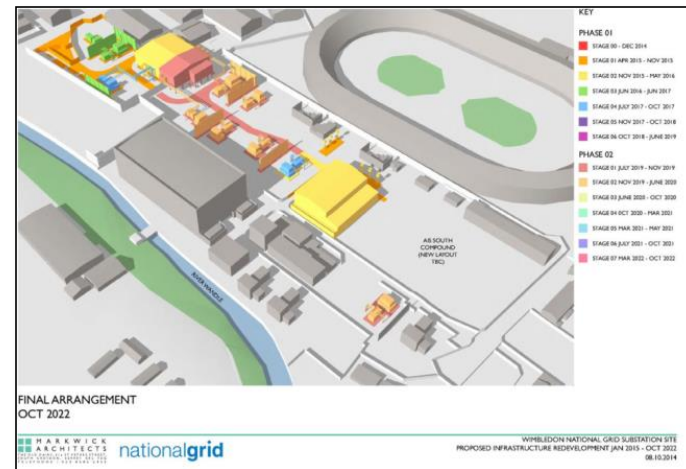 KEY
PHASE 01
STAGE 00 - DEC 2014
STAGE 01 APR 2015 - NOV 2015
STAGE 02 NOV 2015 - MAY 2016
STAGE 03 JUN 2016 - JUN 2017
STAGE 04 JULY 2017 - OCT 2017
STAGE 05 NOV 2017 - OCT 2018
STAGE 06 OCT 2018 - JUNE 2019
PHASE 02
STAGE 01 JULY 2019 - NOV 2019
STAGE 02 NOV 2019 - JUNE 2020
STAGE 03 JUNE 2020 - OCT 2020
STAGE 04 OCT 2020 - MAR 2021
STAGE 05 MAR 2021 - MAY 2021
STAGE 06 JULY 2021 - OCT 2021
STAGE 07 MAR 2022 - OCT 2022
SOUTH
COMPOUND
(NEW LAYOUT
TBC)
RIVER WANDLE
FINAL ARRANGEMENT
OCT 2022
MARKWICK
ARCHITECTS
nationalgrid
WIMBLEDON NATIONAL GRID SUBSTATION SITE
PROPOSED INFRASTRUCTURE REDEVELOPMENT JAN 2015 - OCT 2022
08.10.2014